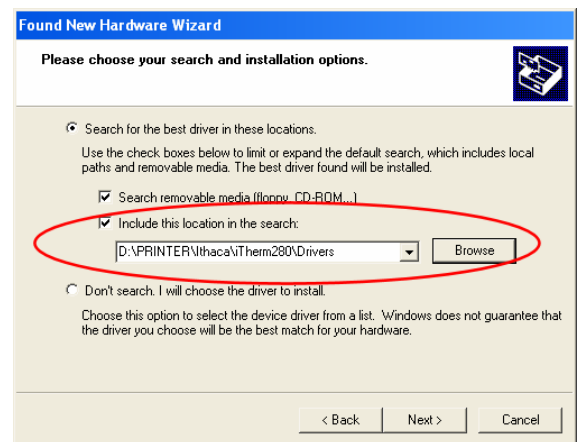 Found New Hardware Wizard
Please choose your search and installation options.
Search for the best driver in these locations.
Use the check boxes below to limit or expand the default search, which includes local
paths and removable media. The best driver found will be installed.
Search removable media (floppy, CD-ROM...)
Include this location in the search:
D:\PRINTER\Ithaca\iTherm280\Drivers
Browse
Don't search. I will choose the driver to install.
Choose this option to select the device driver from a list. Windows does not guarantee that
the driver you choose will be the best match for your hardware.
< Back Next > Cancel